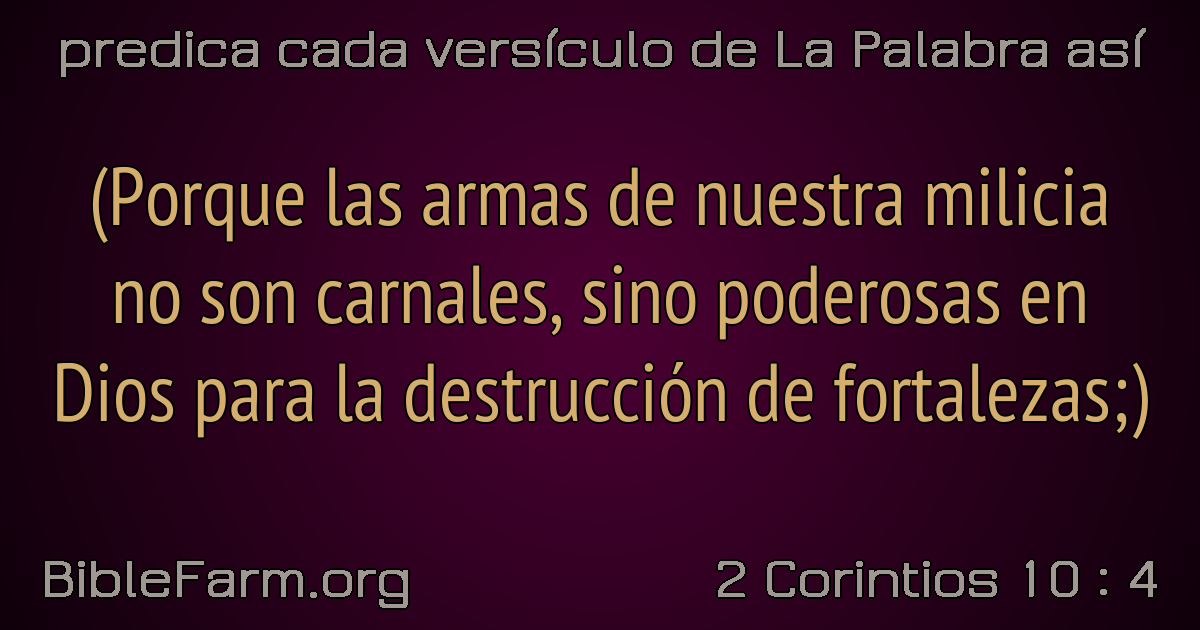 predica cada versículo de La Palabra así
(Porque las armas de nuestra milicia
no son carnales, sino poderosas en
Dios para la destrucción de fortalezas;)
BibleFarm.org
2 Corintios 10 : 4